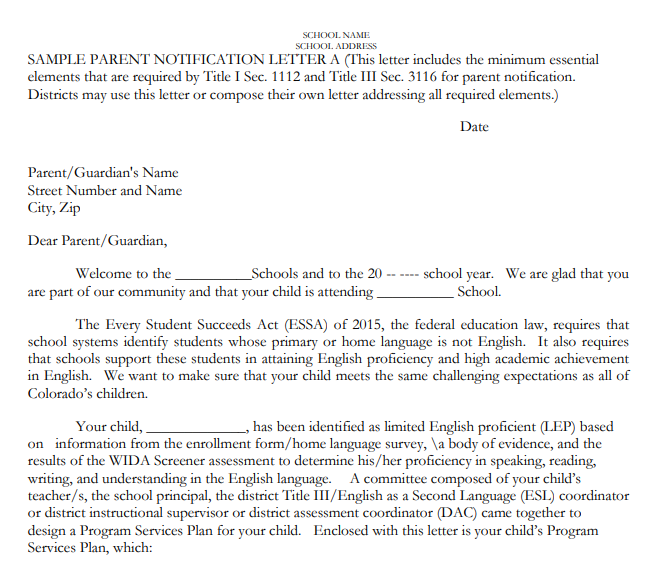 SCHOOL NAME
SCHOOL ADDRESS
SAMPLE PARENT NOTIFICATION LETTER A (This letter includes the minimum essential
elements that are required by Title I Sec. 1112 and Title III Sec. 3116 for parent notification.
Districts may use this letter or compose their own letter addressing all required elements.)
Date
Parent/Guardian's Name
Street Number and Name
City, Zip
Dear Parent/Guardian,
Welcome to the ___________Schools and to the 20 -- ---- school year. We are glad that you
are part of our community and that your child is attending ___________ School.
The Every Student Succeeds Act (ESSA) of 2015, the federal education law, requires that
school systems identify students whose primary or home language is not English. It also requires
that schools support these students in attaining English proficiency and high academic achievement
in English. We want to make sure that your child meets the same challenging expectations as all of
Colorado's children.
Your child, ______________, has been identified as limited English proficient (LEP) based
on information from the enrollment form/home language survey, \a body of evidence, and the
results of the WIDA Screener assessment to determine his/her proficiency in speaking, reading,
writing, and understanding in the English language. A committee composed of your child's
teacher/s, the school principal, the district Title III/English as a Second Language (ESL) coordinator
or district instructional supervisor or district assessment coordinator (DAC) came together to
design a Program Services Plan for your child. Enclosed with this letter is your child's Program
Services Plan, which: